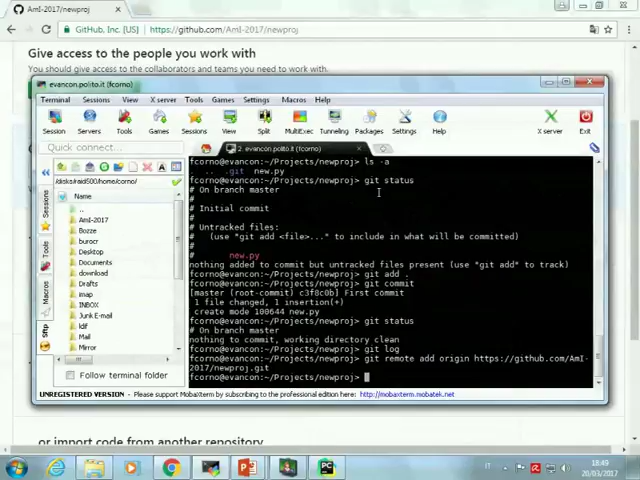 AmI-2017/newproj
GitHub, Inc. [US]
https://github.com/AmI-2017/newproj
Give access to the people you work with
You should give access to the collaborators and teams you need to work with.
evancon.polito.it (fcorno)
Terminal Sessions View X server Tools Games Settings Macros Help
Session Servers Tools Games Sessions View Split MultiExec Tunneling Packages Settings X server Exit
Quick connect...
2. evancon.polito.it (fcorno)
/disks/raid500/home/corno/
Name
..
AmI-2017
Bozze
burocr
Desktop
Documents
download
Drafts
imap
INBOX
Junk E-mail
ldif
Mail
Mirror
Sessions
Tools
Macros
Sftp
Follow terminal folder
fcorno@evancon:~/Projects/newproj> ls -a
. .. .git new.py
fcorno@evancon:~/Projects/newproj> git status
# On branch master
#
# Initial commit
#
# Untracked files:
# (use "git add <file>..." to include in what will be committed)
#
# new.py
nothing added to commit but untracked files present (use "git add" to track)
fcorno@evancon:~/Projects/newproj> git add .
fcorno@evancon:~/Projects/newproj> git commit
[master (root-commit) c3f8c0b] First commit
1 file changed, 1 insertion(+)
create mode 100644 new.py
fcorno@evancon:~/Projects/newproj> git status
# On branch master
nothing to commit, working directory clean
fcorno@evancon:~/Projects/newproj> git log
fcorno@evancon:~/Projects/newproj> git remote add origin https://github.com/AmI-
2017/newproj.git
fcorno@evancon:~/Projects/newproj>
UNREGISTERED VERSION - Please support MobaXterm by subscribing to the professional edition here: http://mobaxterm.mobatek.net
...or import code from another repository
IT
18:49
20/03/2017